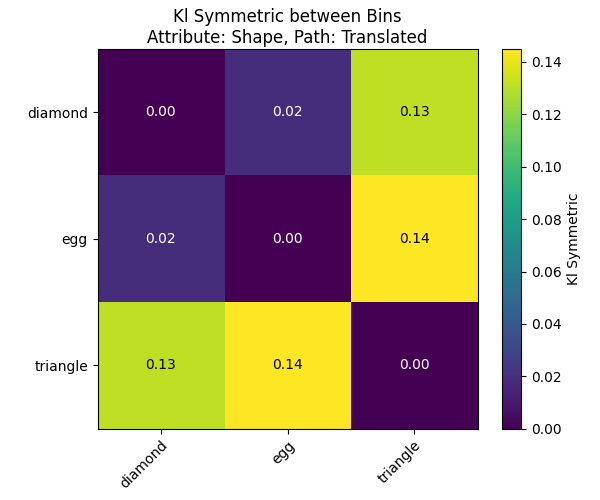 Kl Symmetric between Bins
Attribute: Shape, Path: Translated
diamond
0.00
0.02
0.13
egg
0.02
0.00
0.14
triangle
0.13
0.14
0.00
diamond
egg
triangle
0.14
0.12
0.10
0.08
0.06
0.04
0.02
0.00
Kl Symmetric